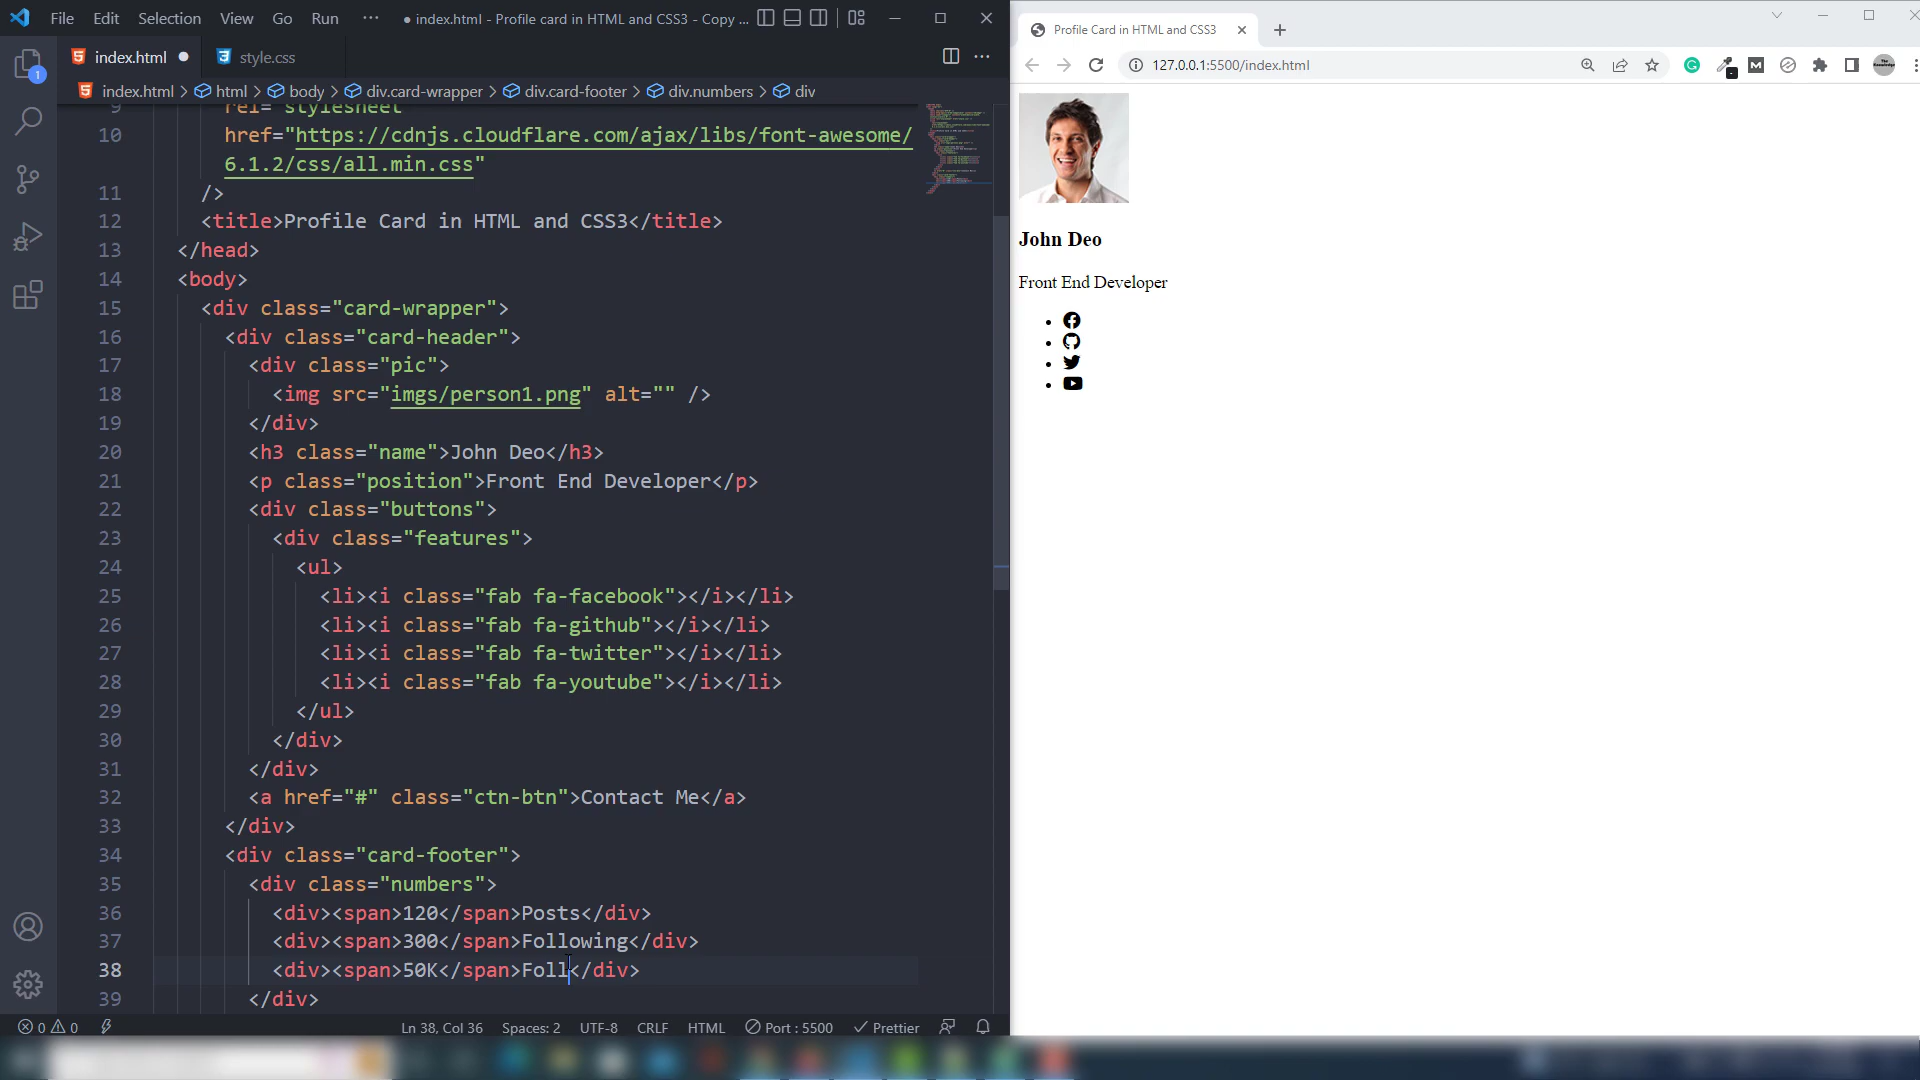 File Edit Selection View Go Run ··· ● index.html - Profile card in HTML and CSS3 - Copy ...
index.html ● style.css
index.html > html > body > div.card-wrapper > div.card-footer > div.numbers > div
9 rel="stylesheet"
10 href="https://cdnjs.cloudflare.com/ajax/libs/font-awesome/
6.1.2/css/all.min.css"
11 />
12 <title>Profile Card in HTML and CSS3</title>
13 </head>
14 <body>
15 <div class="card-wrapper">
16 <div class="card-header">
17 <div class="pic">
18 <img src="imgs/person1.png" alt="" />
19 </div>
20 <h3 class="name">John Deo</h3>
21 <p class="position">Front End Developer</p>
22 <div class="buttons">
23 <div class="features">
24 <ul>
25 <li><i class="fab fa-facebook"></i></li>
26 <li><i class="fab fa-github"></i></li>
27 <li><i class="fab fa-twitter"></i></li>
28 <li><i class="fab fa-youtube"></i></li>
29 </ul>
30 </div>
31 </div>
32 <a href="#" class="ctn-btn">Contact Me</a>
33 </div>
34 <div class="card-footer">
35 <div class="numbers">
36 <div><span>120</span>Posts</div>
37 <div><span>300</span>Following</div>
38 <div><span>50K</span>Foll</div>
39 </div>
1
0 0 Ln 38, Col 36 Spaces: 2 UTF-8 CRLF HTML Port : 5500 Prettier
Profile Card in HTML and CSS3
127.0.0.1:5500/index.html
John Deo
Front End Developer